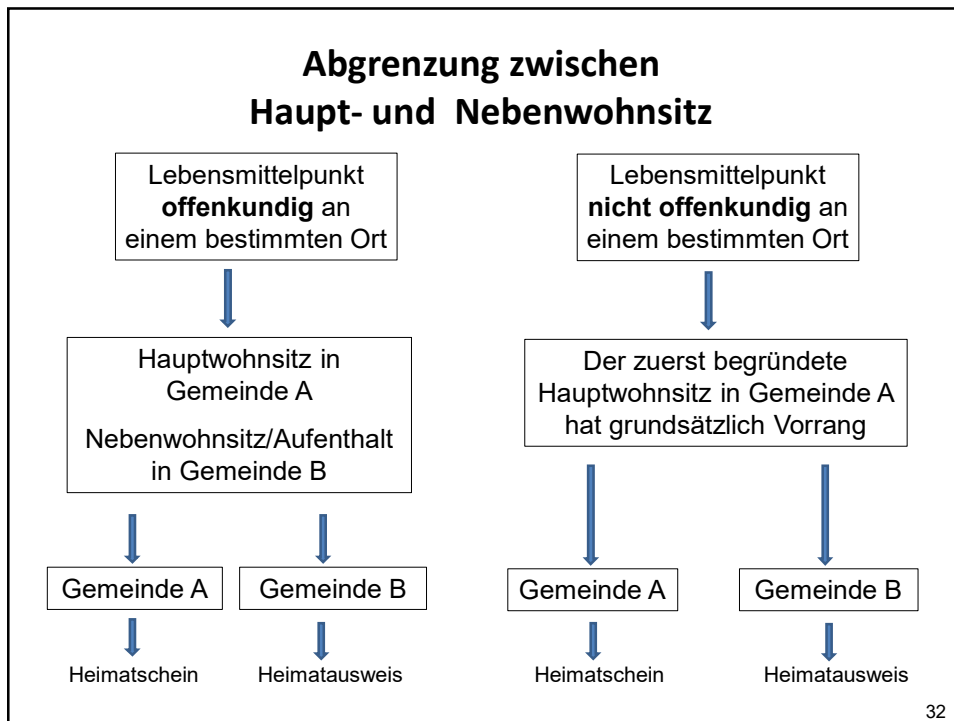 Abgrenzung zwischen
Haupt- und Nebenwohnsitz
Lebensmittelpunkt
offenkundig an
einem bestimmten Ort
Hauptwohnsitz in
Gemeinde A
Nebenwohnsitz/Aufenthalt
in Gemeinde B
Gemeinde A
Gemeinde B
Heimatschein
Heimatausweis
Lebensmittelpunkt
nicht offenkundig an
einem bestimmten Ort
Der zuerst begründete
Hauptwohnsitz in Gemeinde A
hat grundsätzlich Vorrang
Gemeinde A
Gemeinde B
Heimatschein
Heimatausweis
32